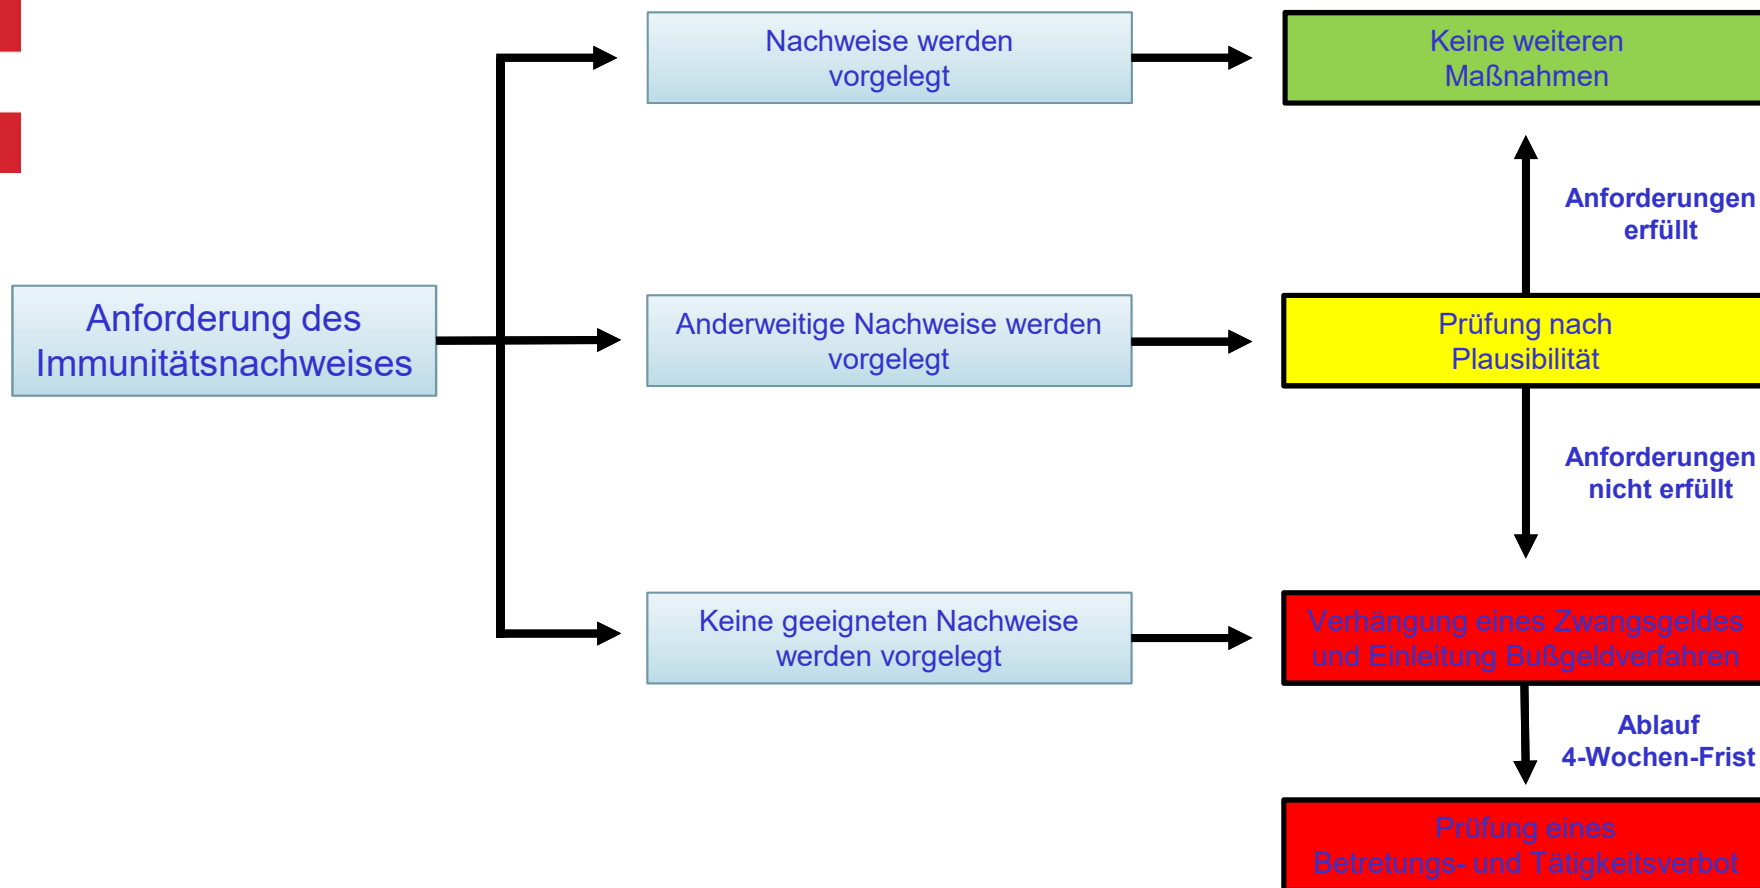 Nachweise werden
vorgelegt
Keine weiteren
Maßnahmen
Anforderungen
erfüllt
Anforderung des
Immunitätsnachweises
Anderweitige Nachweise werden
vorgelegt
Prüfung nach
Plausibilität
Anforderungen
nicht erfüllt
Keine geeigneten Nachweise
werden vorgelegt
Verhängung eines Zwangsgeldes
und Einleitung Bußgeldverfahren
Ablauf
4-Wochen-Frist
Prüfung eines
Betretungs- und Tätigkeitsverbot